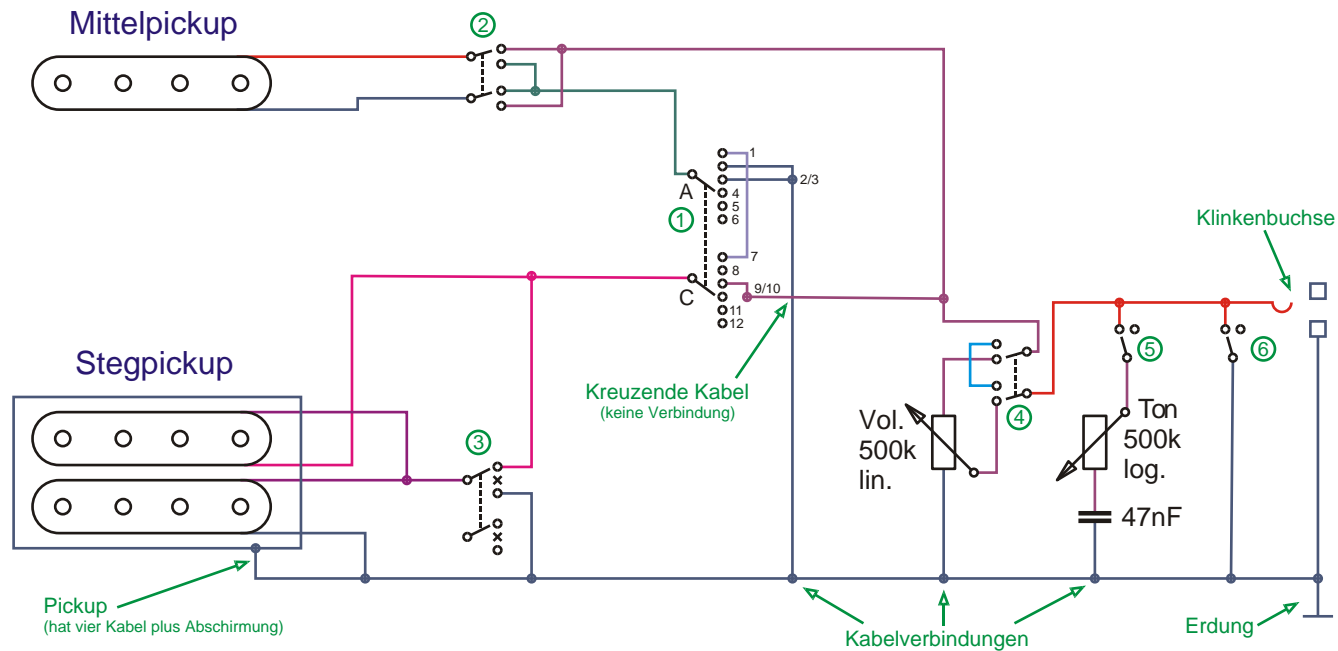 Mittelpickup
2
1
2/3
A
4
5
6
1
7
8
C
9/10
11
12
Klinkenbuchse
Stegpickup
Kreuzende Kabel
(keine Verbindung)
3
Vol.
500k
lin.
4
Ton
500k
log.
5
6
47nF
Pickup
(hat vier Kabel plus Abschirmung)
Kabelverbindungen
Erdung